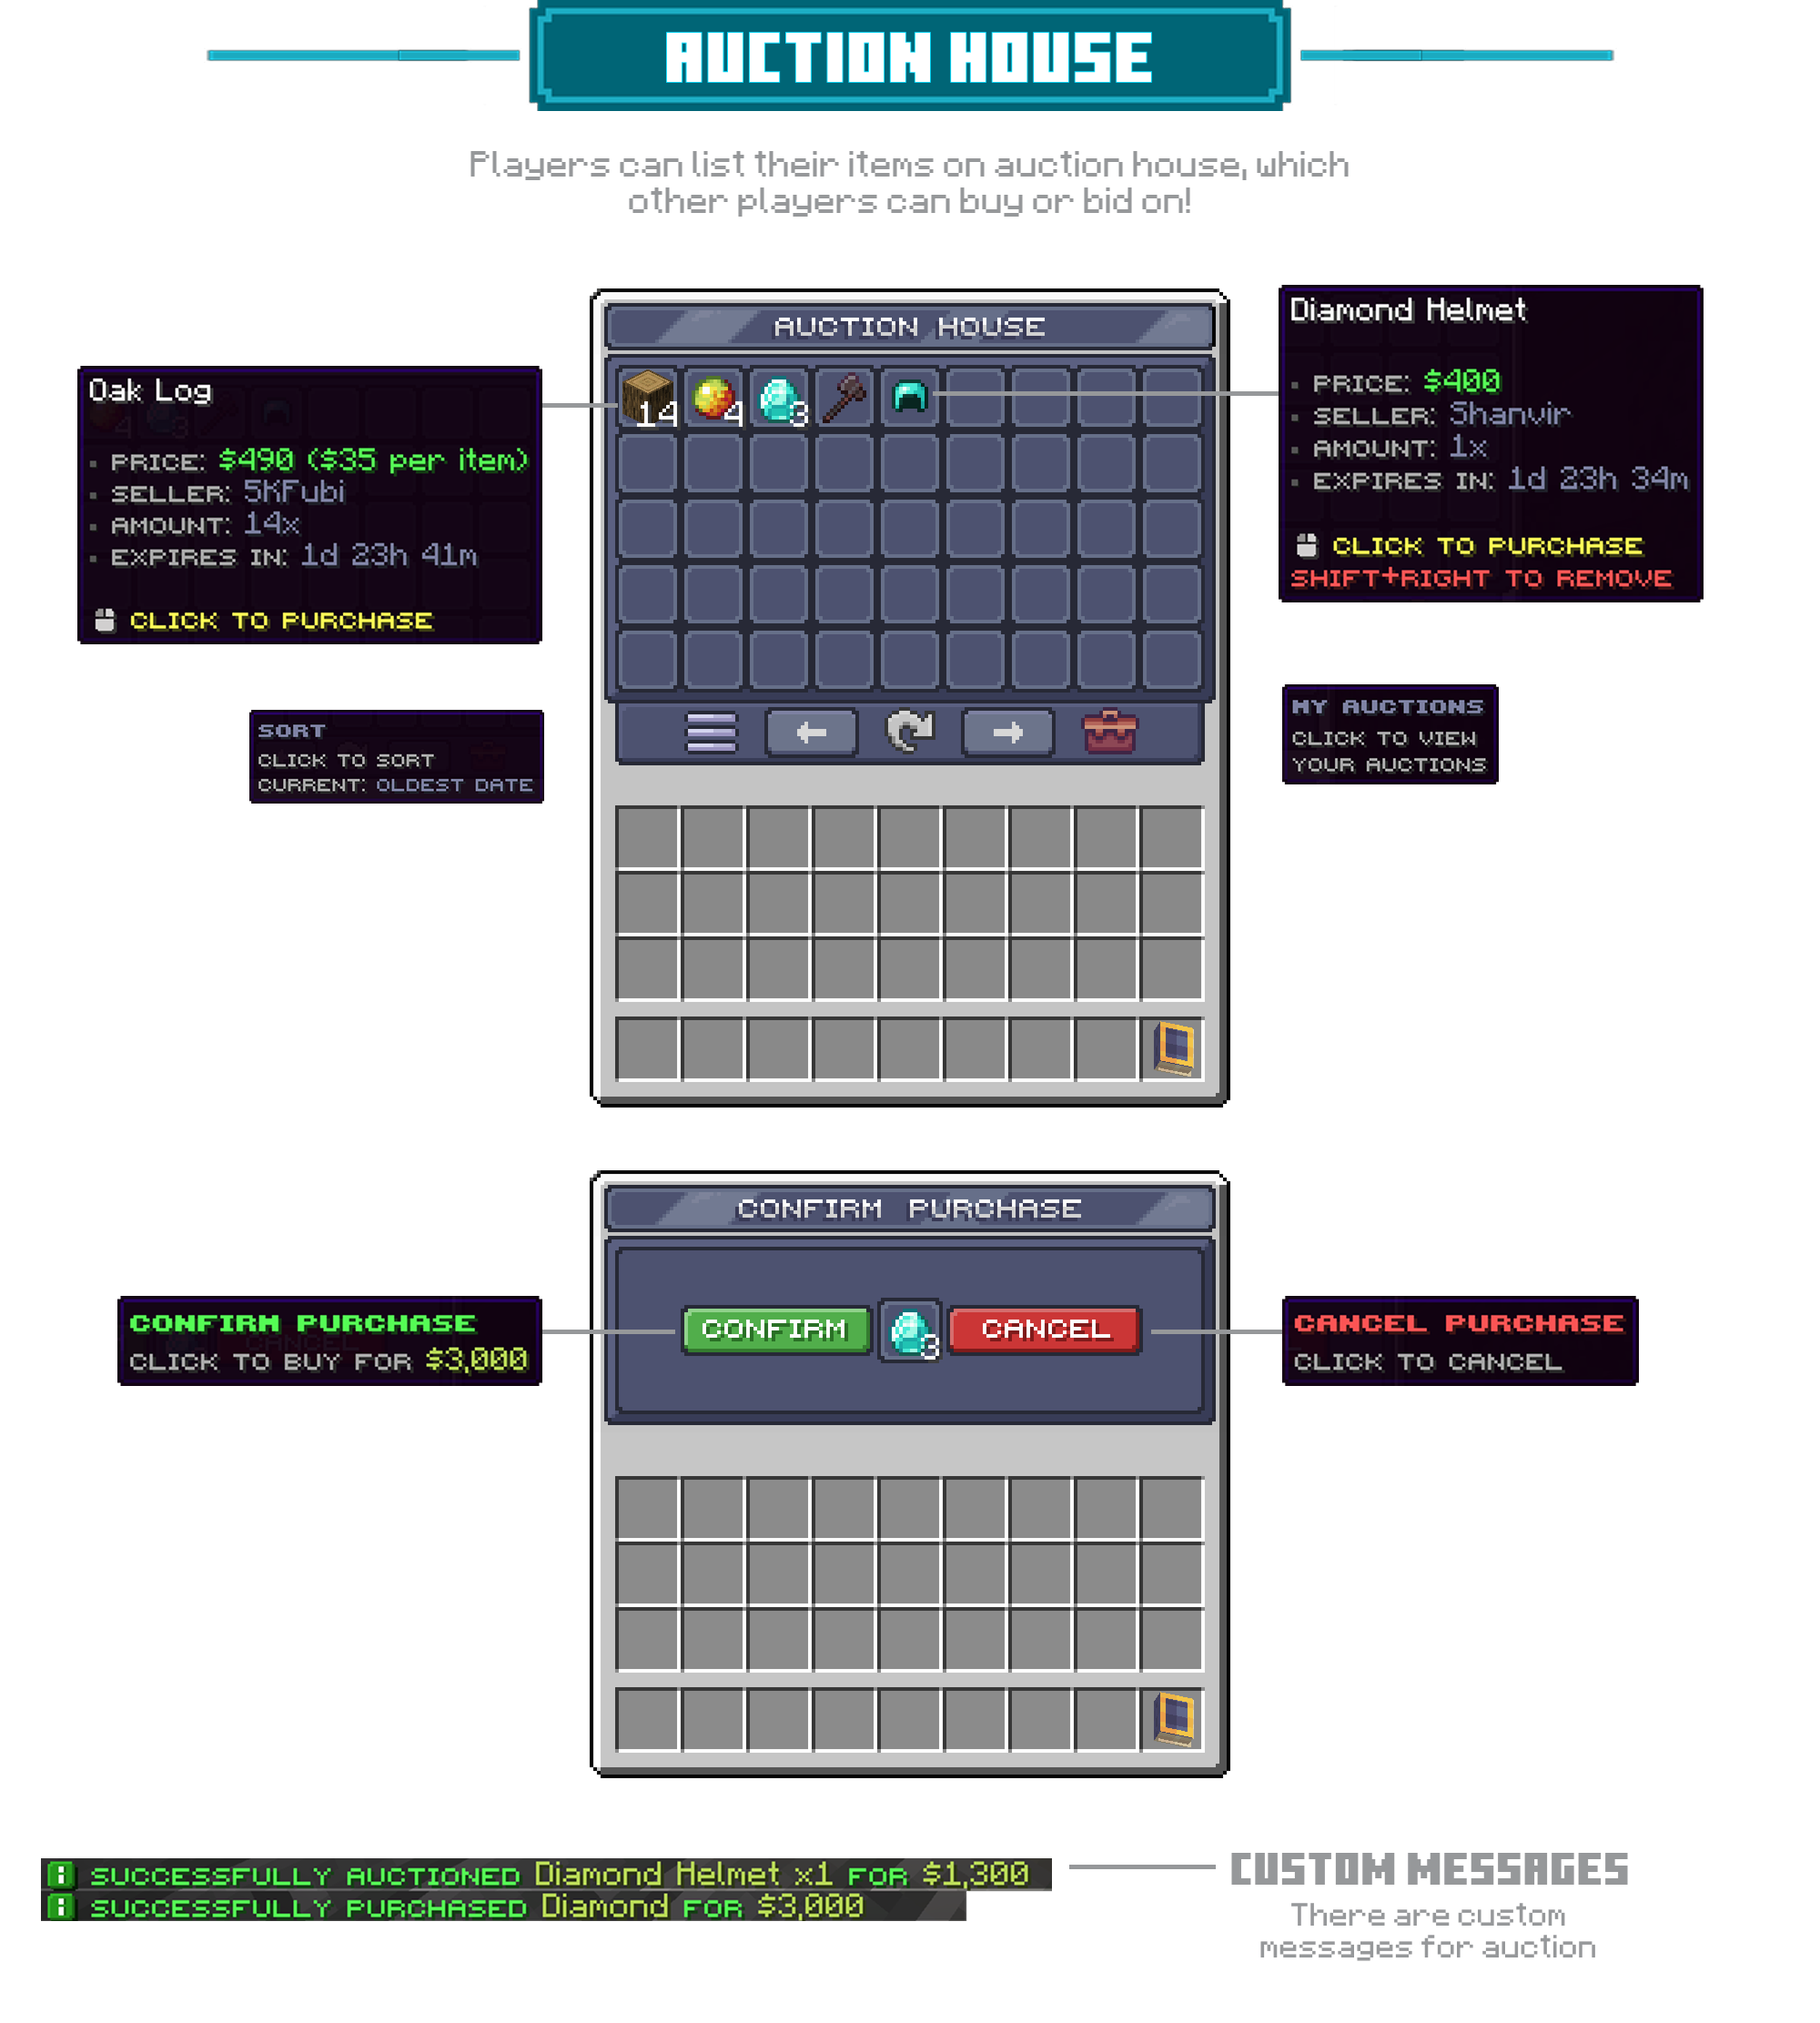 AUCTION HOUSE
Players can list their items on auction house, which
other players can buy or bid on!
AUCTION HOUSE
14
4
3
Oak Log
PRICE: $490 ($35 per item)
SELLER: 5KFubi
AMOUNT: 14x
EXPIRES IN: 1d 23h 41m
CLICK TO PURCHASE
Diamond Helmet
PRICE: $400
SELLER: Shanvir
AMOUNT: 1x
EXPIRES IN: 1d 23h 34m
CLICK TO PURCHASE
SHIFT+RIGHT TO REMOVE
SORT
CLICK TO SORT
CURRENT: OLDEST DATE
MY AUCTIONS
CLICK TO VIEW
YOUR AUCTIONS
CONFIRM PURCHASE
CONFIRM PURCHASE
CLICK TO BUY FOR $3,000
CONFIRM
3
CANCEL
CANCEL PURCHASE
CLICK TO CANCEL
SUCCESSFULLY AUCTIONED Diamond Helmet x1 FOR $1,300
SUCCESSFULLY PURCHASED Diamond FOR $3,000
CUSTOM MESSAGES
There are custom
messages for auction